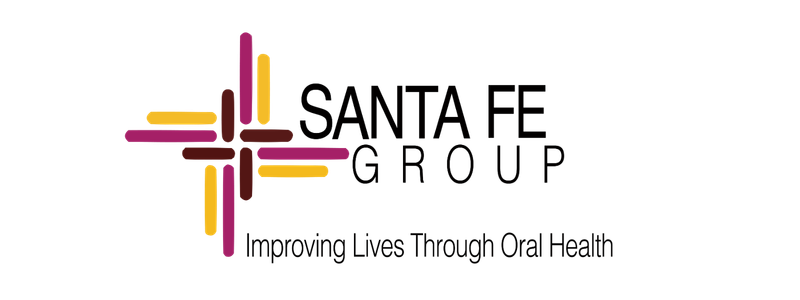 SANTA FE
GROUP
Improving Lives Through Oral Health